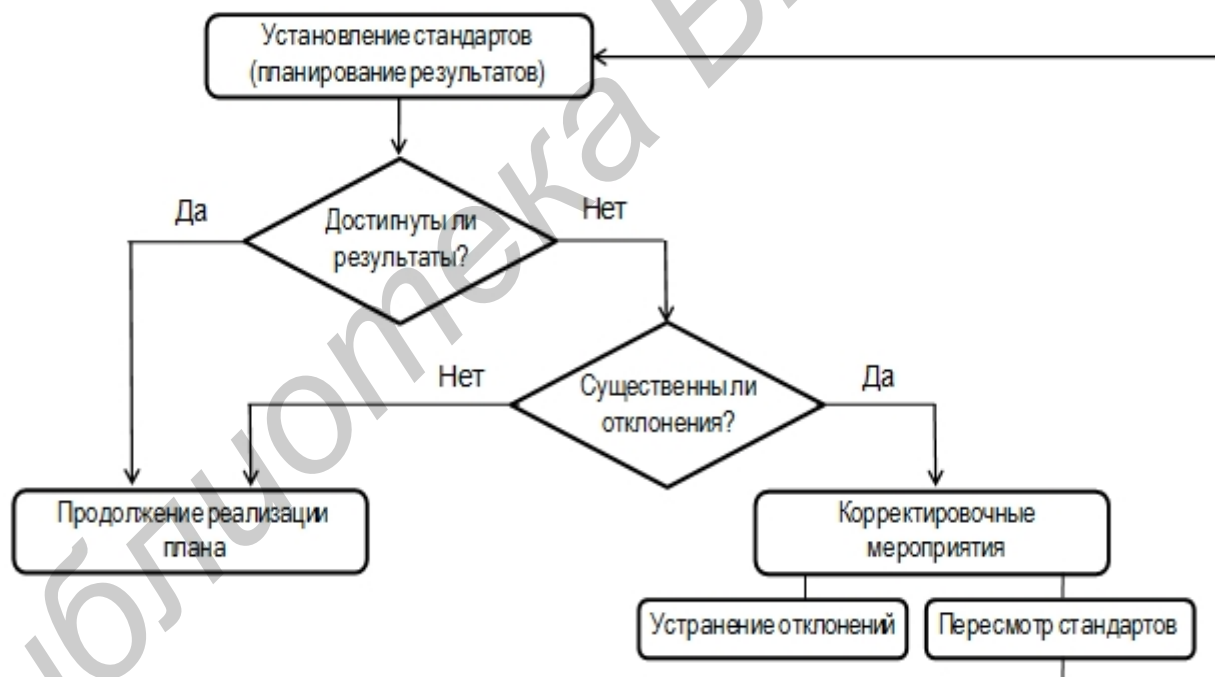 Установление стандартов
(планирование результатов)
Да
Достигнуты ли
результаты?
Нет
Нет
Существенны ли
отклонения?
Да
Продолжение реализации
плана
Корректировочные
мероприятия
Устранение отклонений
Пересмотр стандартов
блиотека Б